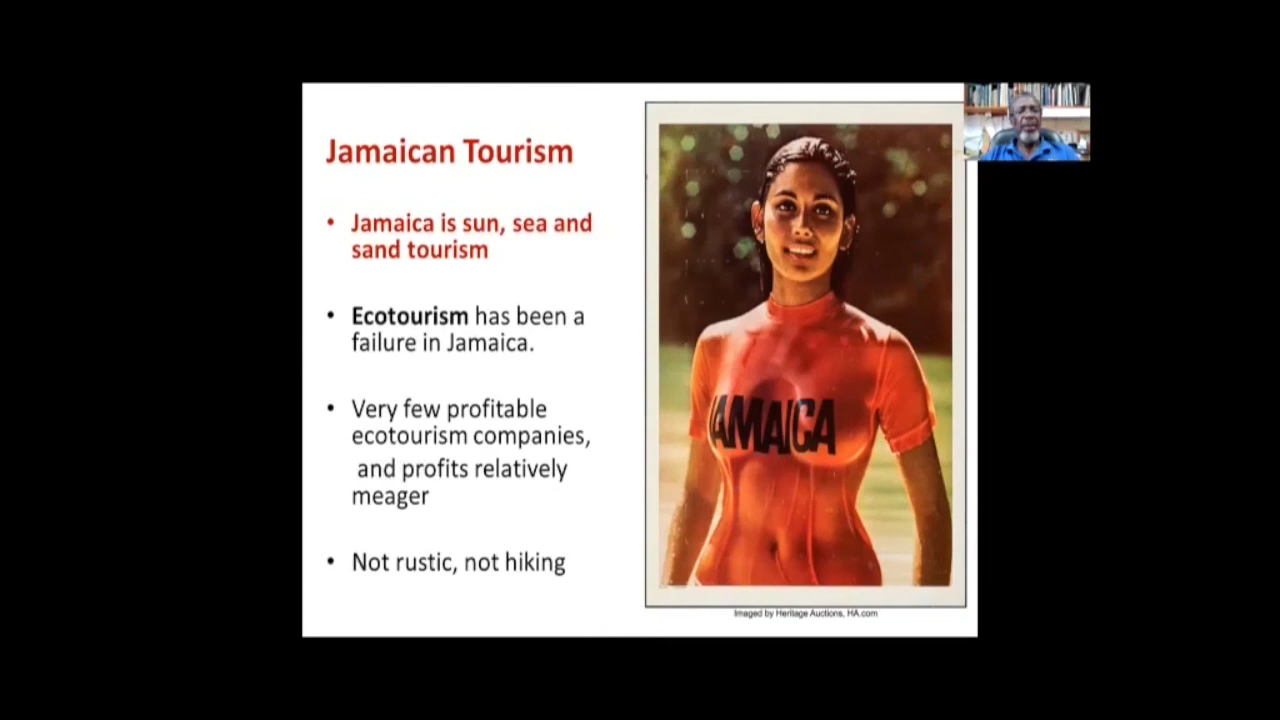 Jamaican Tourism
• Jamaica is sun, sea and
sand tourism
• Ecotourism has been a
failure in Jamaica.
• Very few profitable
ecotourism companies,
and profits relatively
meager
• Not rustic, not hiking
JAMAICA
Imaged by Heritage Auctions, HA.com